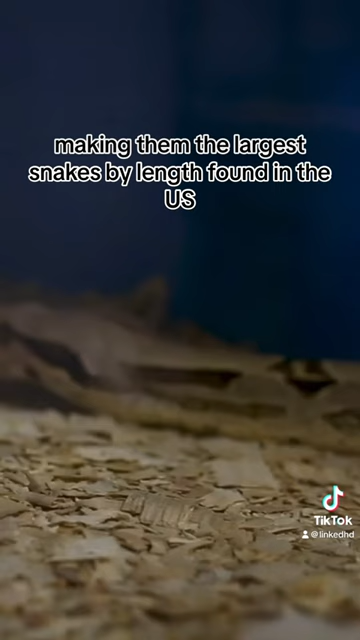 making them the largest
snakes by length found in the
US
TikTok
@linkedhd